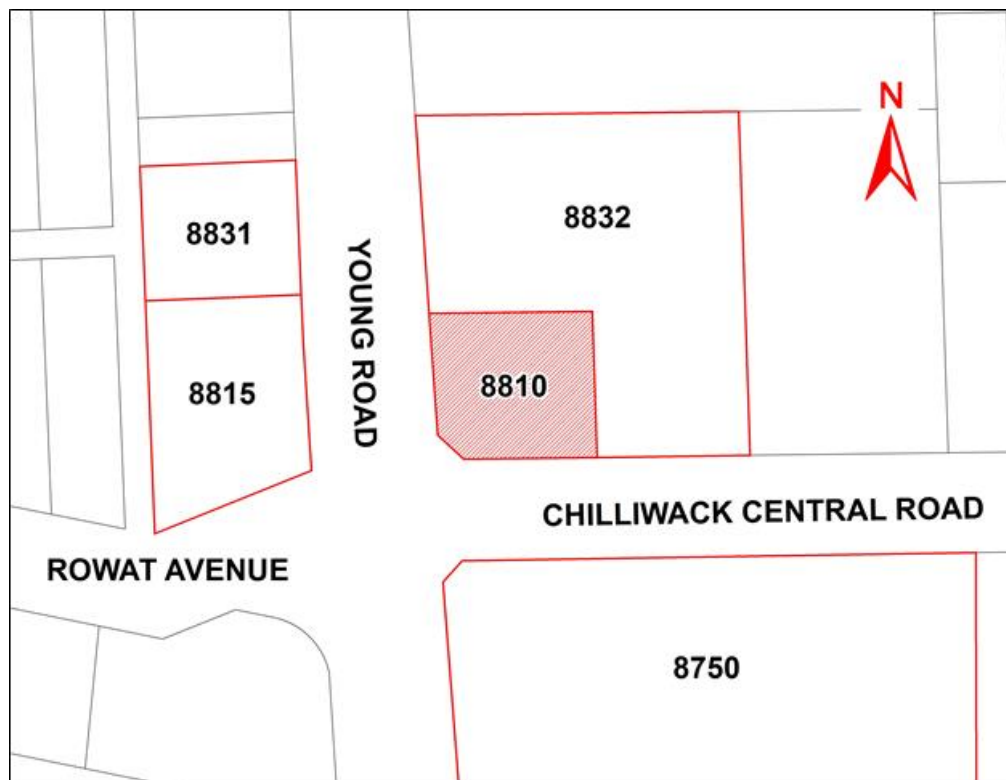 N
8831
8832
YOUNG ROAD
8815
8810
CHILLIWACK CENTRAL ROAD
ROWAT AVENUE
8750